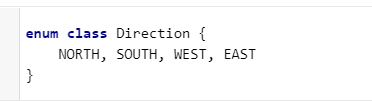 enum class Direction {
    NORTH, SOUTH, WEST, EAST
}